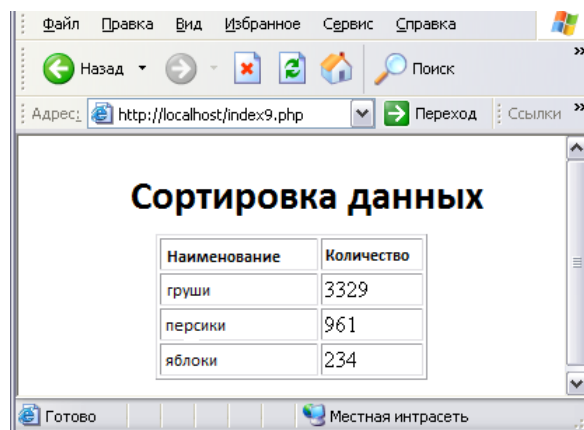 Файл Правка Вид Избранное Сервис Справка
Назад Поиск
Адрес: http://localhost/index9.php Переход Ссылки
Сортировка данных
Наименование Количество
груши 3329
персики 961
яблоки 234
Готово Местная интрасеть